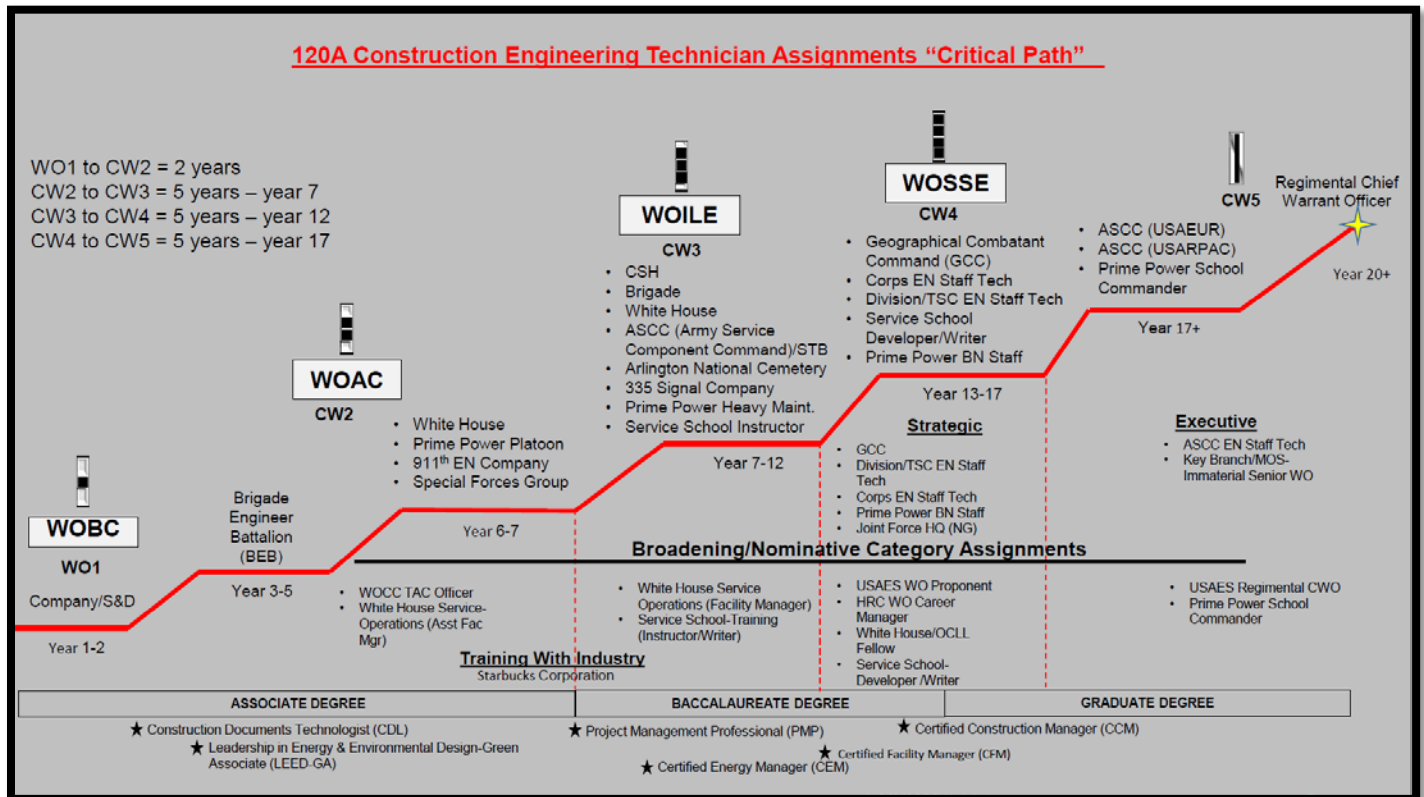 120A Construction Engineering Technician Assignments “Critical Path”
WO1 to CW2 = 2 years
CW2 to CW3 = 5 years – year 7
CW3 to CW4 = 5 years – year 12
CW4 to CW5 = 5 years – year 17
WOBC
WO1
Company/S&D
Year 1-2
Brigade
Engineer
Battalion
(BEB)
Year 3-5
WOAC
CW2
• White House
• Prime Power Platoon
• 911th EN Company
• Special Forces Group
Year 6-7
WOILE
CW3
• CSH
• Brigade
• White House
• ASCC (Army Service
Component Command)/STB
• Arlington National Cemetery
• 335 Signal Company
• Prime Power Heavy Maint.
• Service School Instructor
Year 7-12
WOSSE
CW4
• Geographical Combatant
Command (GCC)
• Corps EN Staff Tech
• Division/TSC EN Staff Tech
• Service School
Developer/Writer
• Prime Power BN Staff
Year 13-17
CW5
• ASCC (USAEUR)
• ASCC (USARPAC)
• Prime Power School
Commander
Year 17+
Regimental Chief
Warrant Officer
Year 20+
Strategic
• GCC
• Division/TSC EN Staff
Tech
• Corps EN Staff Tech
• Prime Power BN Staff
• Joint Force HQ (NG)
Executive
• ASCC EN Staff Tech
• Key Branch/MOS-
Immaterial Senior WO
Broadening/Nominative Category Assignments
• WOCC TAC Officer
• White House Service-
Operations (Asst Fac
Mgr)
• White House Service
Operations (Facility Manager)
• Service School-Training
(Instructor/Writer)
• USAES WO Proponent
• HRC WO Career
Manager
• White House/OCLL
Fellow
• Service School-
Developer /Writer
• USAES Regimental CWO
• Prime Power School
Commander
Training With Industry
Starbucks Corporation
ASSOCIATE DEGREE
BACCALAUREATE DEGREE
GRADUATE DEGREE
★ Construction Documents Technologist (CDL)
★ Leadership in Energy & Environmental Design-Green
Associate (LEED-GA)
★ Project Management Professional (PMP)
★ Certified Energy Manager (CEM)
★ Certified Construction Manager (CCM)
★ Certified Facility Manager (CFM)